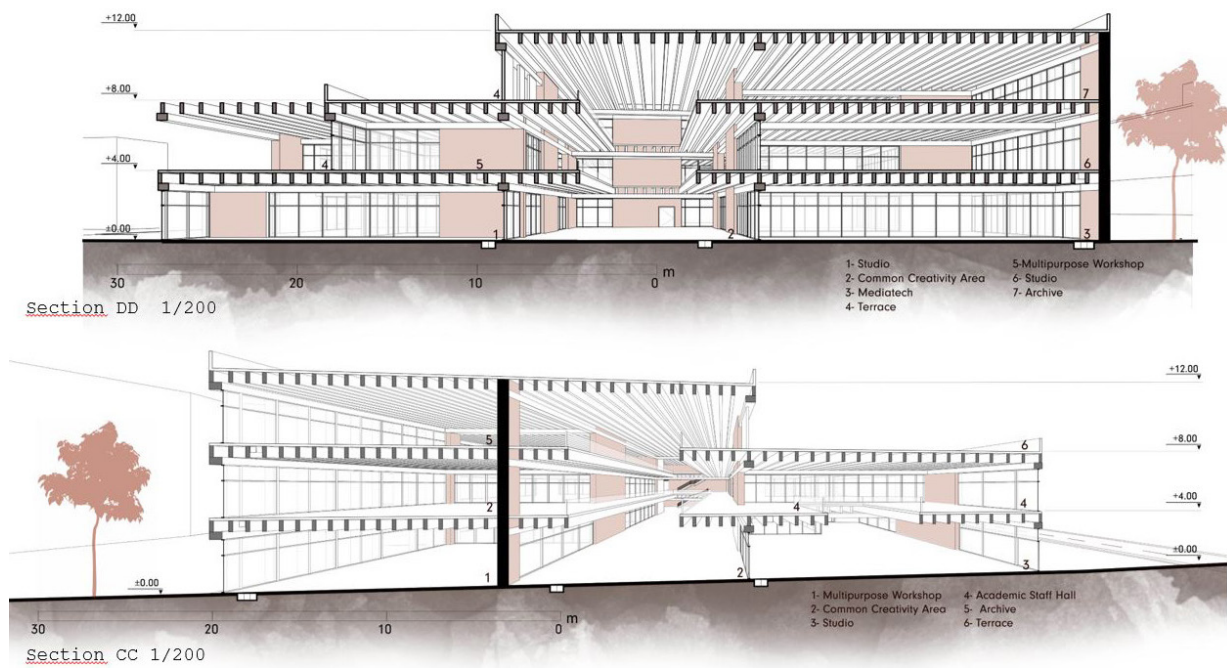 +12.00
+8.00
+4.00
±0.00
4
7
4
5
6
1
2
3
30
20
10
0
m
1- Studio
2- Common Creativity Area
3- Mediatech
4- Terrace
5-Multipurpose Workshop
6- Studio
7- Archive
Section DD 1/200
+12.00
+8.00
+4.00
±0.00
±0.00
5
6
2
4
4
1
2
3
30
20
10
0
m
1- Multipurpose Workshop
2- Common Creativity Area
3- Studio
4- Academic Staff Hall
5- Archive
6- Terrace
Section CC 1/200